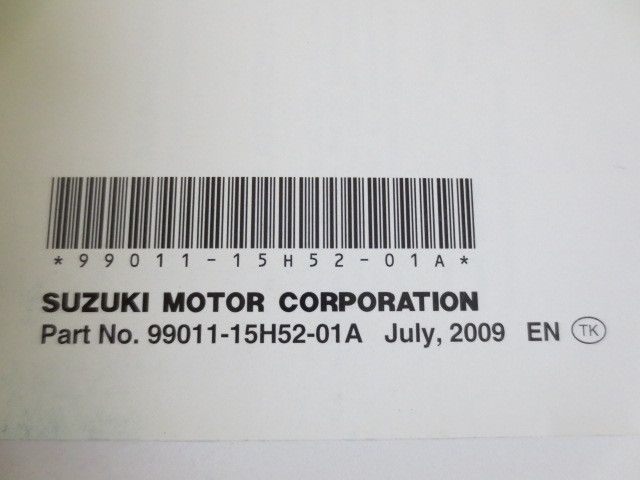 *99011-15H52-01A*
SUZUKI MOTOR CORPORATION
Part No. 99011-15H52-01A July, 2009 EN TK